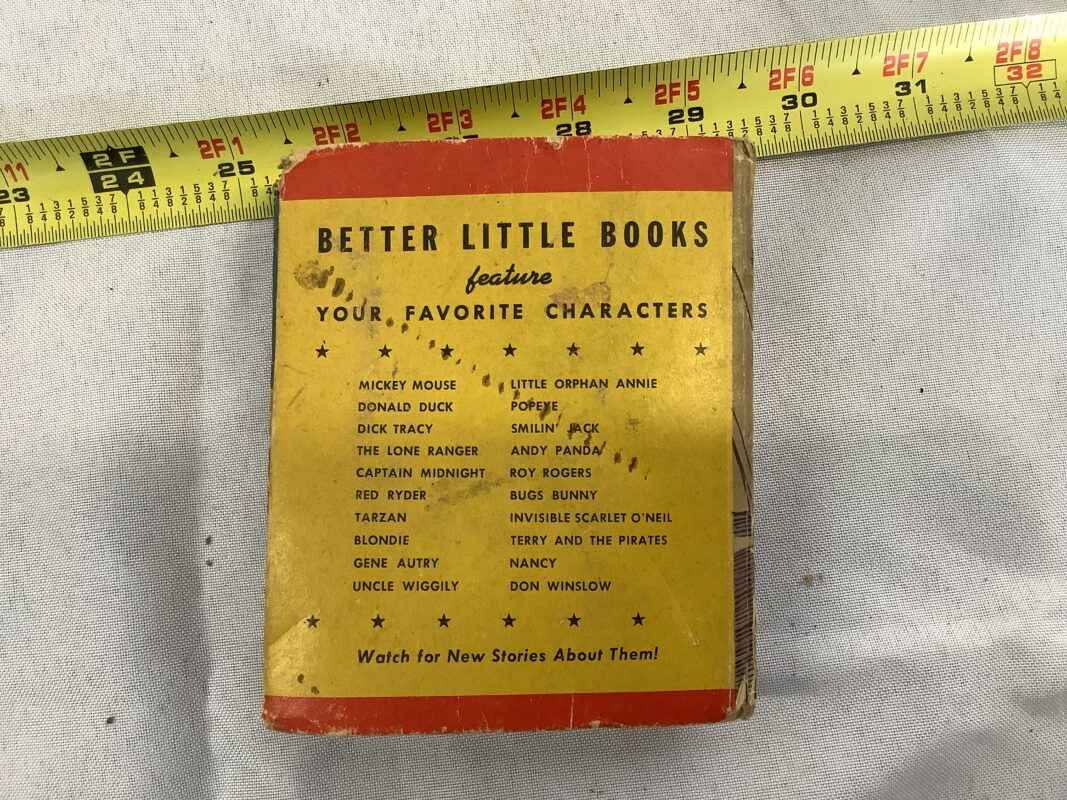 11 2F 2F1 2F2 2F3 2F4 2F5 2F6 2F7 2F8
23 24 25 28 29 30 31 32
BETTER LITTLE BOOKS
feature
YOUR FAVORITE CHARACTERS
MICKEY MOUSE LITTLE ORPHAN ANNIE
DONALD DUCK POPEYE
DICK TRACY SMILIN' JACK
THE LONE RANGER ANDY PANDA
CAPTAIN MIDNIGHT ROY ROGERS
RED RYDER BUGS BUNNY
TARZAN INVISIBLE SCARLET O'NEIL
BLONDIE TERRY AND THE PIRATES
GENE AUTRY NANCY
UNCLE WIGGILY DON WINSLOW
Watch for New Stories About Them!